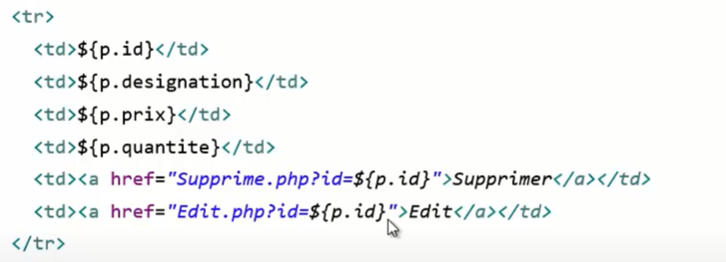 <tr>
<td>${p.id}</td>
<td>${p.designation}</td>
<td>${p.prix}</td>
<td>${p.quantite}</td>
<td><a href="Supprime.php?id=${p.id}">Supprimer</a></td>
<td><a href="Edit.php?id=${p.id}">Edit</a></td>
</tr>